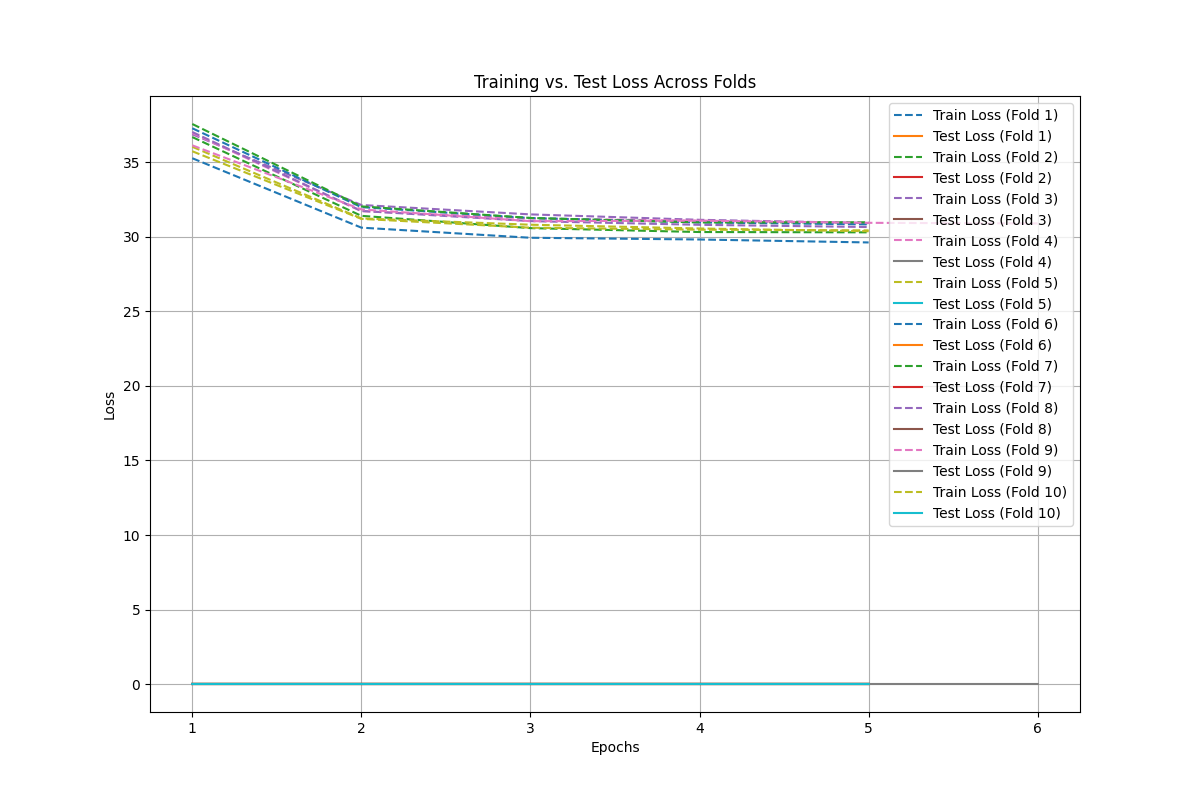 Training vs. Test Loss Across Folds
Train Loss (Fold 1)
Test Loss (Fold 1)
Train Loss (Fold 2)
Test Loss (Fold 2)
Train Loss (Fold 3)
Test Loss (Fold 3)
Train Loss (Fold 4)
Test Loss (Fold 4)
Train Loss (Fold 5)
Test Loss (Fold 5)
Train Loss (Fold 6)
Test Loss (Fold 6)
Train Loss (Fold 7)
Test Loss (Fold 7)
Train Loss (Fold 8)
Test Loss (Fold 8)
Train Loss (Fold 9)
Test Loss (Fold 9)
Train Loss (Fold 10)
Test Loss (Fold 10)
35
30
25
20
15
10
5
0
Loss
1 2 3 4 5 6
Epochs